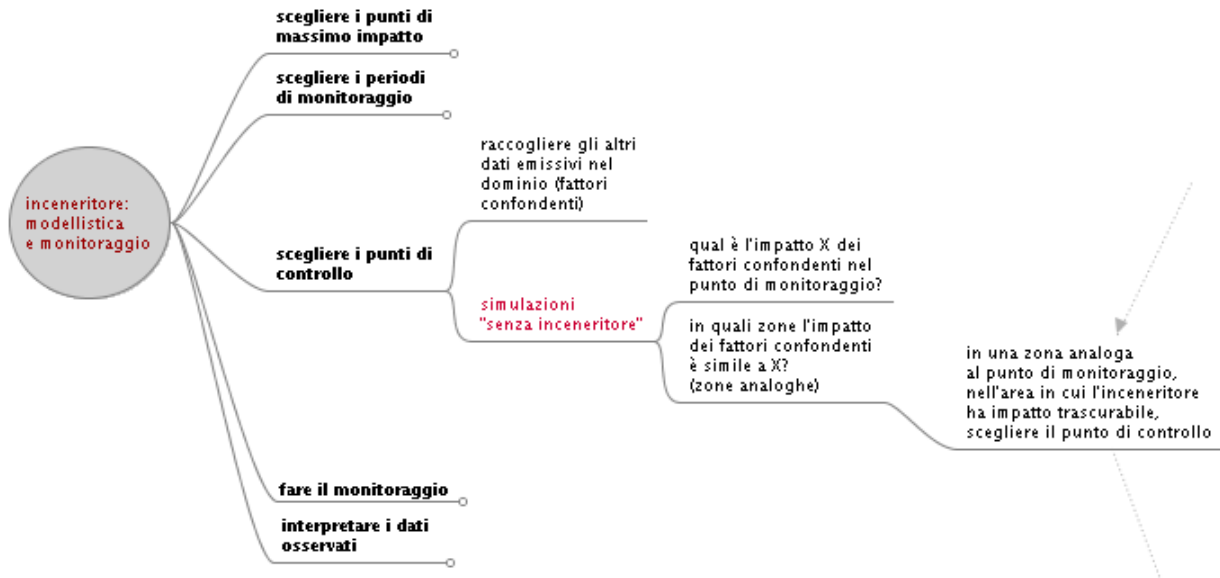 inceneritore:
modellistica
e monitoraggio
scegliere i punti di
massimo impatto
scegliere i periodi
di monitoraggio
scegliere i punti di
controllo
raccogliere gli altri
dati emissivi nel
dominio (fattori
confondenti)
simulazioni
"senza inceneritore"
qual è l'impatto X dei
fattori confondenti nel
punto di monitoraggio?
in quali zone l'impatto
dei fattori confondenti
è simile a X?
(zone analoghe)
in una zona analoga
al punto di monitoraggio,
nell'area in cui l'inceneritore
ha impatto trascurabile,
scegliere il punto di controllo
fare il monitoraggio
interpretare i dati
osservati